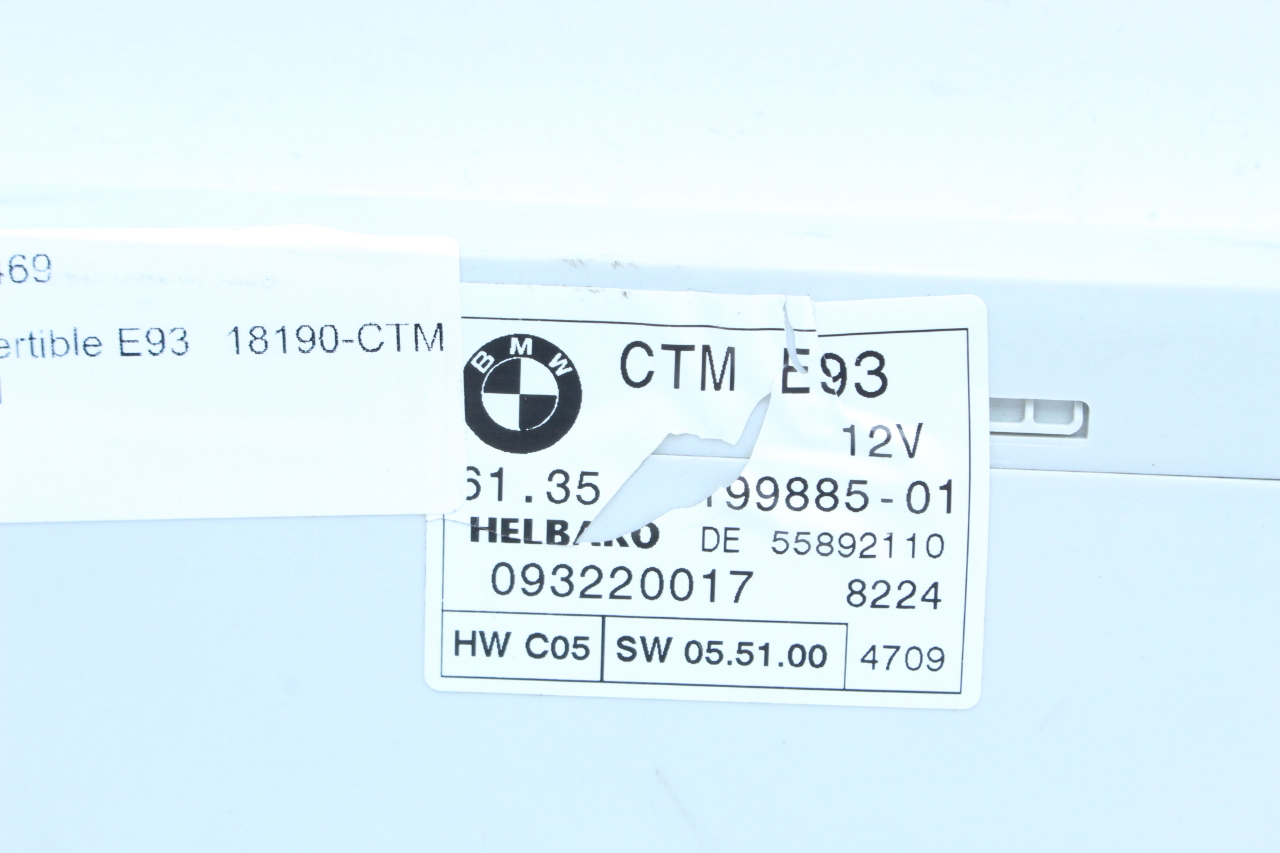 469
ertible E93 18190-CTM
BMW
CTM E93
12V
61.35 199885-01
HELBAKO DE 55892110
093220017 8224
HW C05 SW 05.51.00 4709